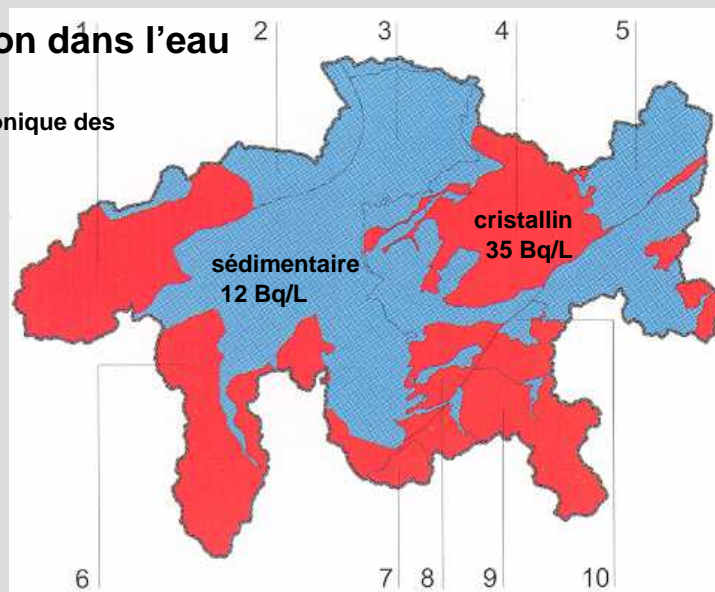 1 2 3 4 5
on dans l’eau
onique des
cristallin
35 Bq/L
sédimentaire
12 Bq/L
6 7 8 9 10